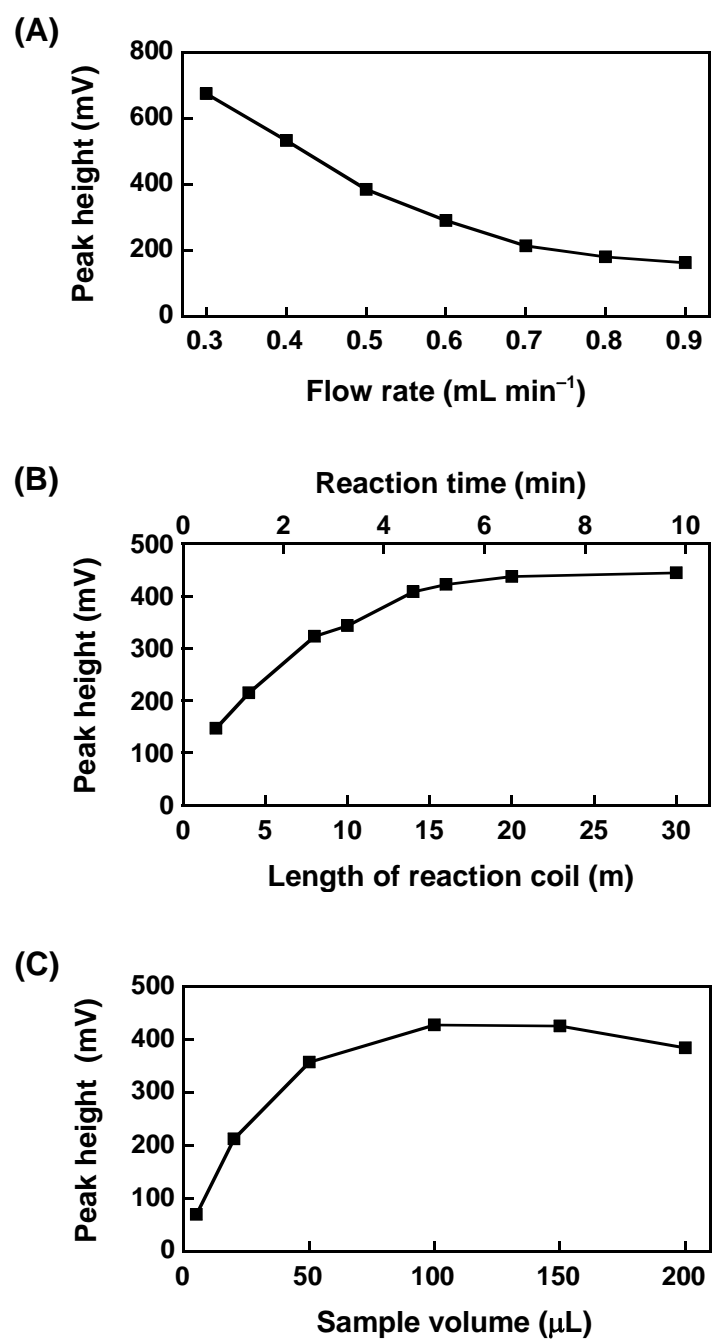 (A)
800
600
400
200
0
Peak height (mV)
0.3 0.4 0.5 0.6 0.7 0.8 0.9
Flow rate (mL min⁻¹)
(B)
Reaction time (min)
0 2 4 6 8 10
500
400
300
200
100
0
Peak height (mV)
0 5 10 15 20 25 30
Length of reaction coil (m)
(C)
500
400
300
200
100
0
Peak height (mV)
0 50 100 150 200
Sample volume (μL)